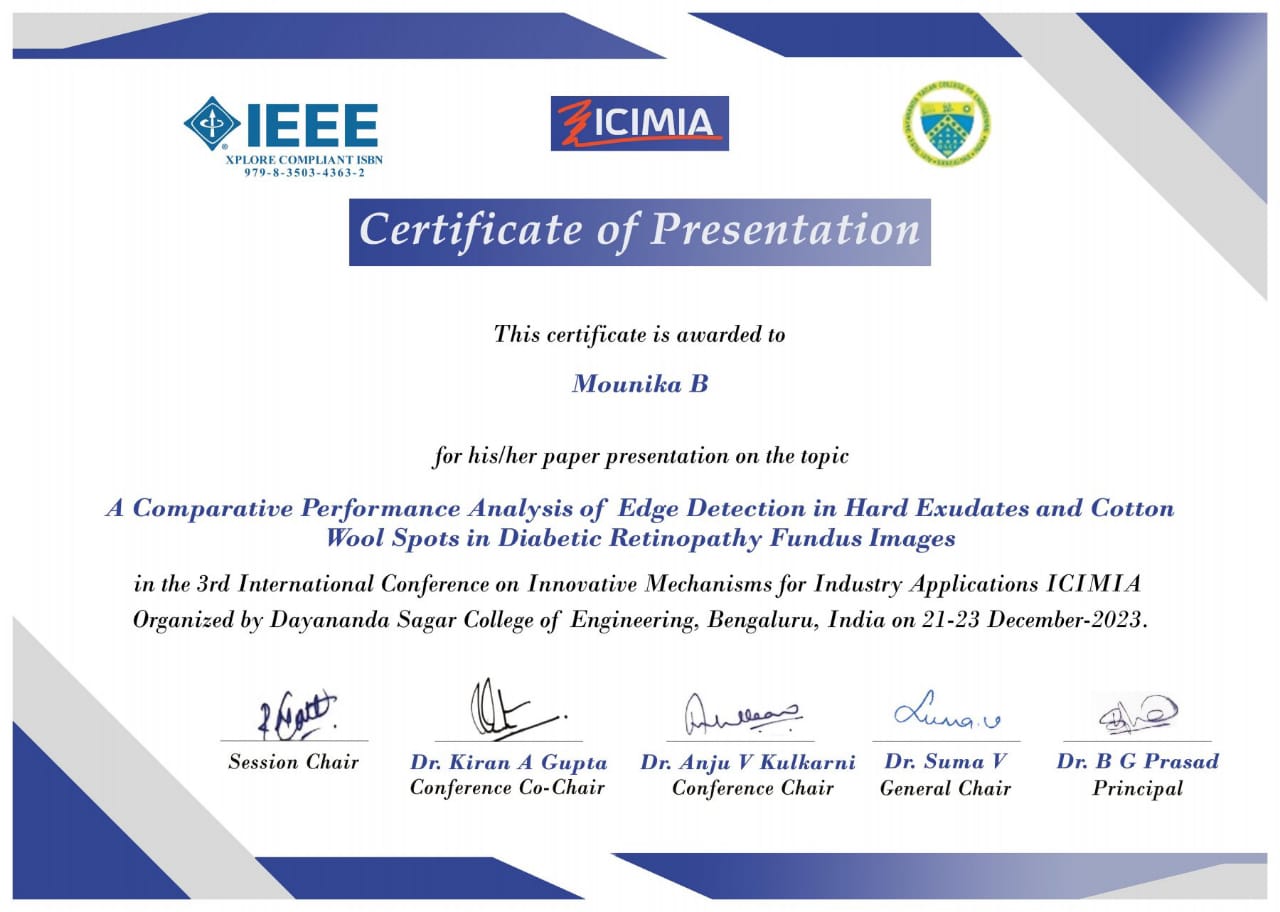 IEEE
XPLORE COMPLIANT ISBN
979-8-3503-4363-2
ICIMIA
Certificate of Presentation
This certificate is awarded to
Mounika B
for his/her paper presentation on the topic
A Comparative Performance Analysis of Edge Detection in Hard Exudates and Cotton
Wool Spots in Diabetic Retinopathy Fundus Images
in the 3rd International Conference on Innovative Mechanisms for Industry Applications ICIMIA
Organized by Dayananda Sagar College of Engineering, Bengaluru, India on 21-23 December-2023.
Suma.v
Session Chair
Dr. Kiran A Gupta
Conference Co-Chair
Dr. Anju V Kulkarni
Conference Chair
Dr. Suma V
General Chair
Dr. B G Prasad
Principal